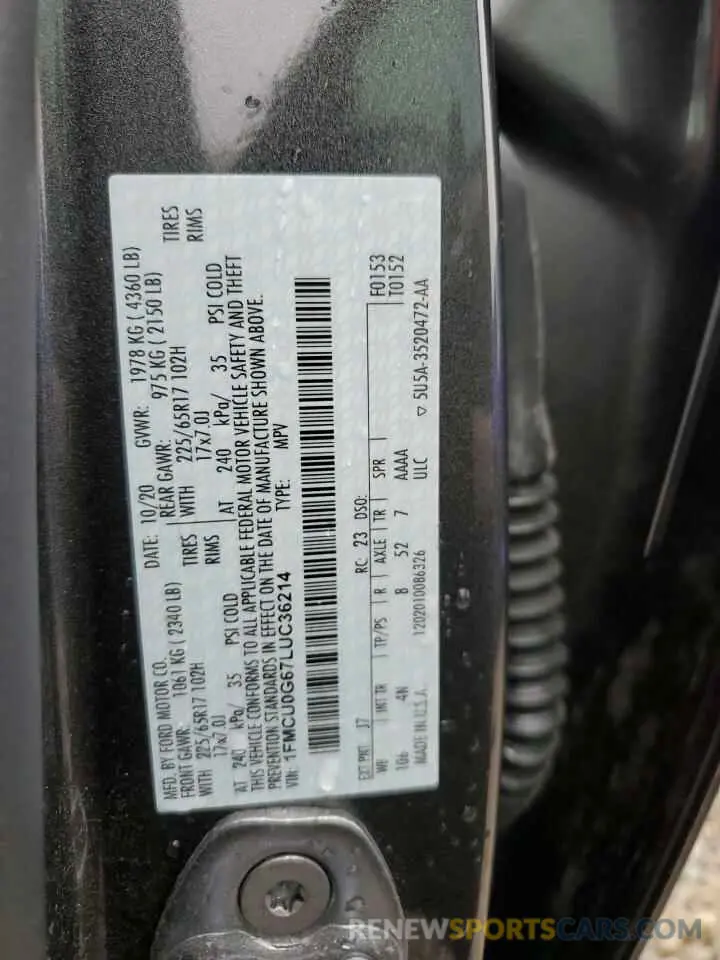 MFD. BY FORD MOTOR CO.
DATE: 10/20 GVWR: 1978 KG ( 4360 LB)
FRONT GAWR: 1061 KG ( 2340 LB) REAR GAWR: 975 KG ( 2150 LB)
WITH 225/65R17 102H TIRES WITH 225/65R17 102H TIRES
17x7.0J RIMS 17x7.0J RIMS
AT 240 kPa/ 35 PSI COLD AT 240 kPa/ 35 PSI COLD
THIS VEHICLE CONFORMS TO ALL APPLICABLE FEDERAL MOTOR VEHICLE SAFETY AND THEFT
PREVENTION STANDARDS IN EFFECT ON THE DATE OF MANUFACTURE SHOWN ABOVE.
VIN: 1FMCU0G67LUC36214 TYPE: MPV
F0153
T0152
EXT PNT: J7 RC: 23 DSO:
WB INT TR TP/PS R AXLE TR SPR
106 4N B 52 7 AAAA
MADE IN U.S.A. 1202010086326 ULC ▽ 5U5A-3520472-AA
RENEWSPORTSCARS.COM